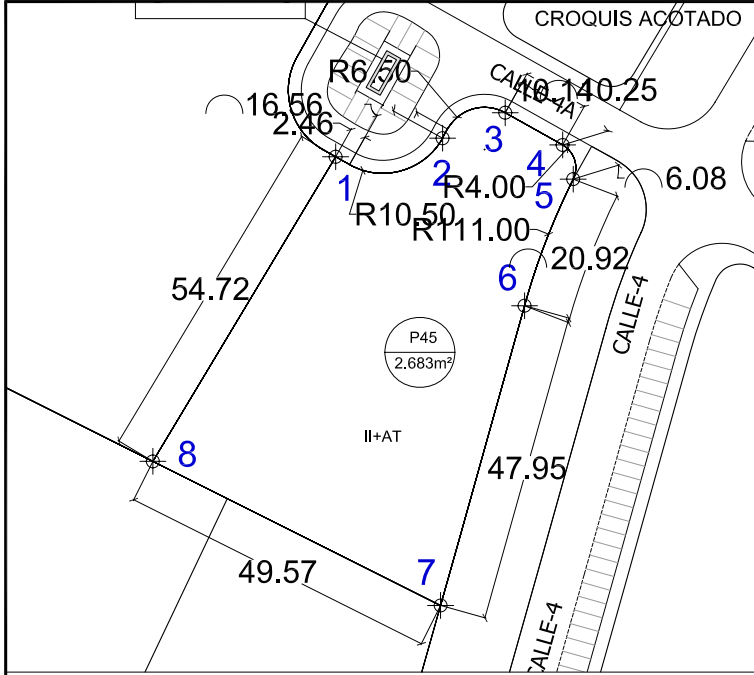 CROQUIS ACOTADO
R6.50
CALLE-4A
10.14
0.25
16.56
2.46
3
4
2
1
5
R4.00
6.08
R10.50
R111.00
20.92
6
54.72
CALLE-4
P45
2.683m²
II+AT
8
47.95
49.57
7
CALLE-4